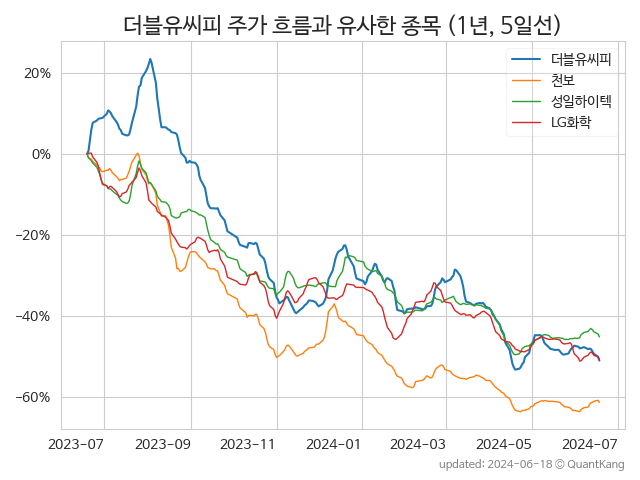 더블유씨피 주가 흐름과 유사한 종목 (1년, 5일선)
더블유씨피
천보
성일하이텍
LG화학
20%
0%
−20%
−40%
−60%
2023-07 2023-09 2023-11 2024-01 2024-03 2024-05 2024-07
updated: 2024-06-18 © QuantKang